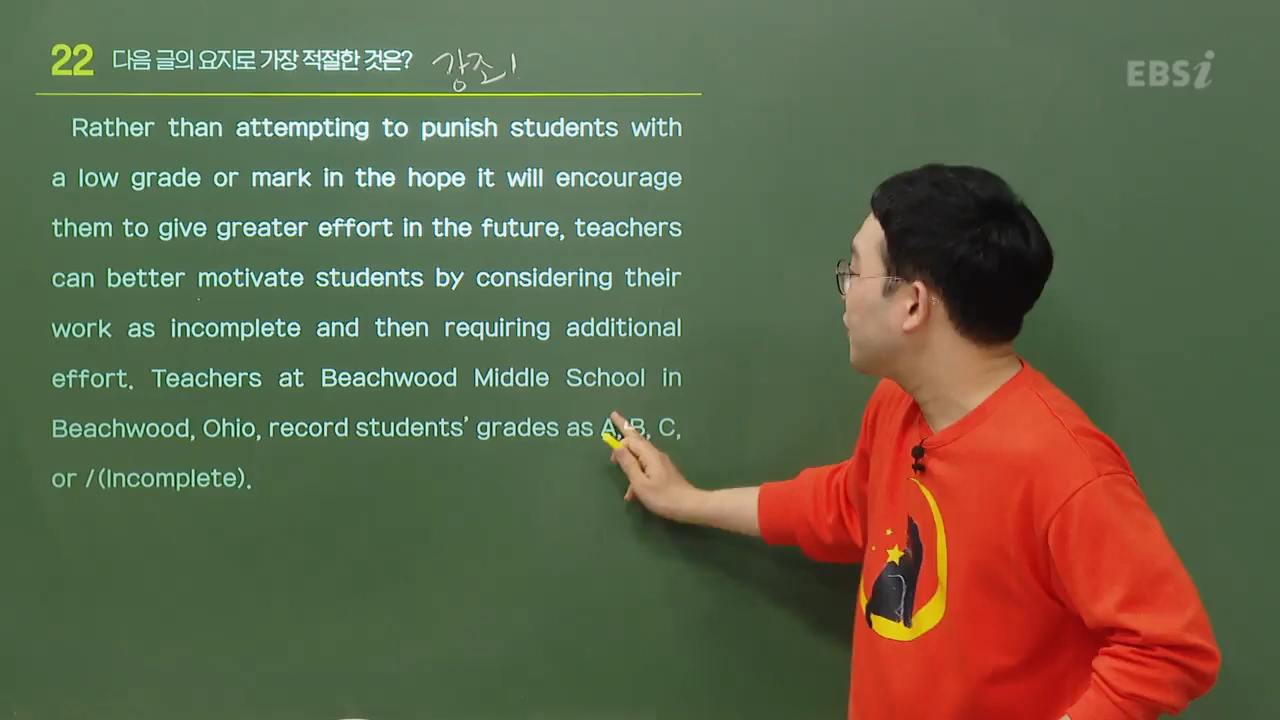 22 다음 글의 요지로 가장 적절한 것은? 강조!
EBSi
Rather than attempting to punish students with
a low grade or mark in the hope it will encourage
them to give greater effort in the future, teachers
can better motivate students by considering their
work as incomplete and then requiring additional
effort. Teachers at Beachwood Middle School in
Beachwood, Ohio, record students’ grades as A, B, C,
or I (Incomplete).